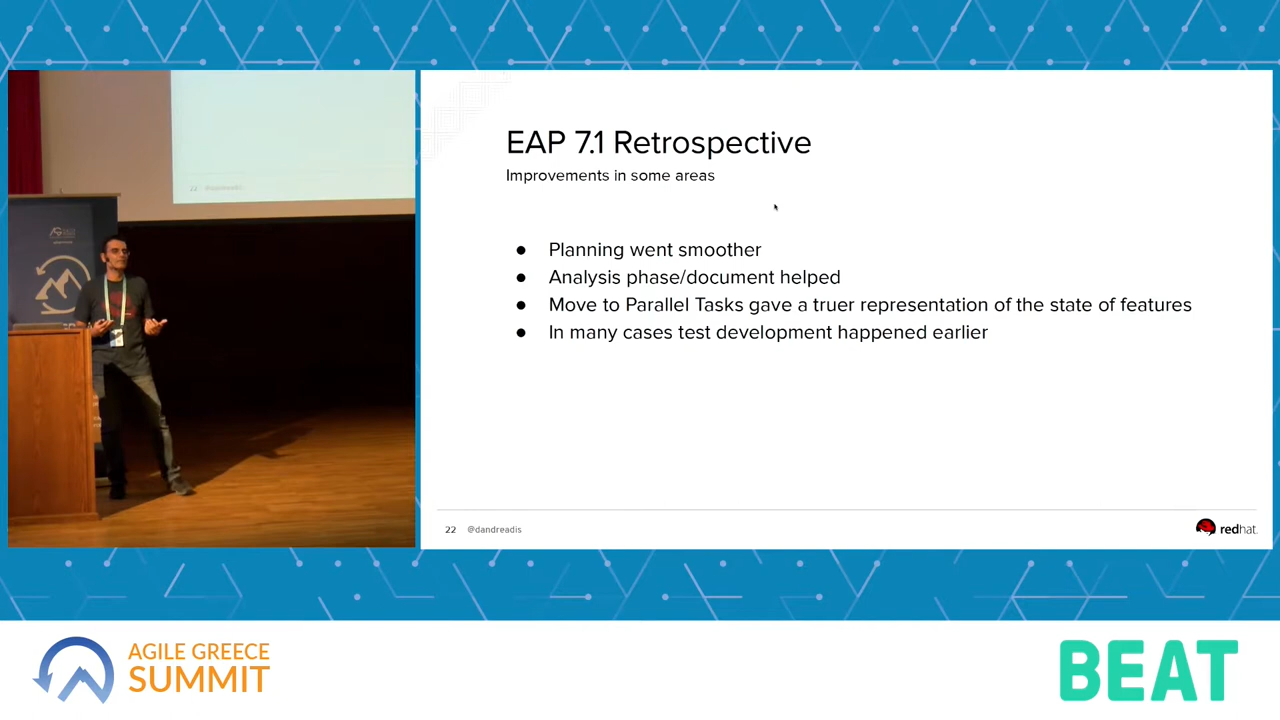 EAP 7.1 Retrospective
Improvements in some areas
● Planning went smoother
● Analysis phase/document helped
● Move to Parallel Tasks gave a truer representation of the state of features
● In many cases test development happened earlier
22 @dandreadis
redhat.
22 @dandreadis
AGILE GREECE
SUMMIT
BEAT